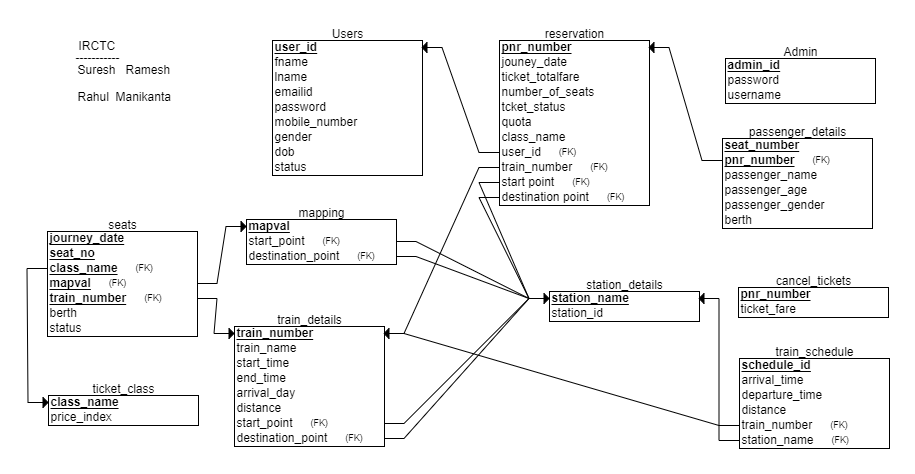 IRCTC
-----------
Suresh Ramesh
Rahul Manikanta
Users
user_id
fname
lname
emailid
password
mobile_number
gender
dob
status
reservation
pnr_number
jouney_date
ticket_totalfare
number_of_seats
tcket_status
quota
class_name
user_id (FK)
train_number (FK)
start point (FK)
destination point (FK)
Admin
admin_id
password
username
passenger_details
seat_number
pnr_number (FK)
passenger_name
passenger_age
passenger_gender
berth
seats
journey_date
seat_no
class_name (FK)
mapval (FK)
train_number (FK)
berth
status
mapping
mapval
start_point (FK)
destination_point (FK)
station_details
station_name
station_id
cancel_tickets
pnr_number
ticket_fare
train_details
train_number
train_name
start_time
end_time
arrival_day
distance
start_point (FK)
destination_point (FK)
ticket_class
class_name
price_index
train_schedule
schedule_id
arrival_time
departure_time
distance
train_number (FK)
station_name (FK)